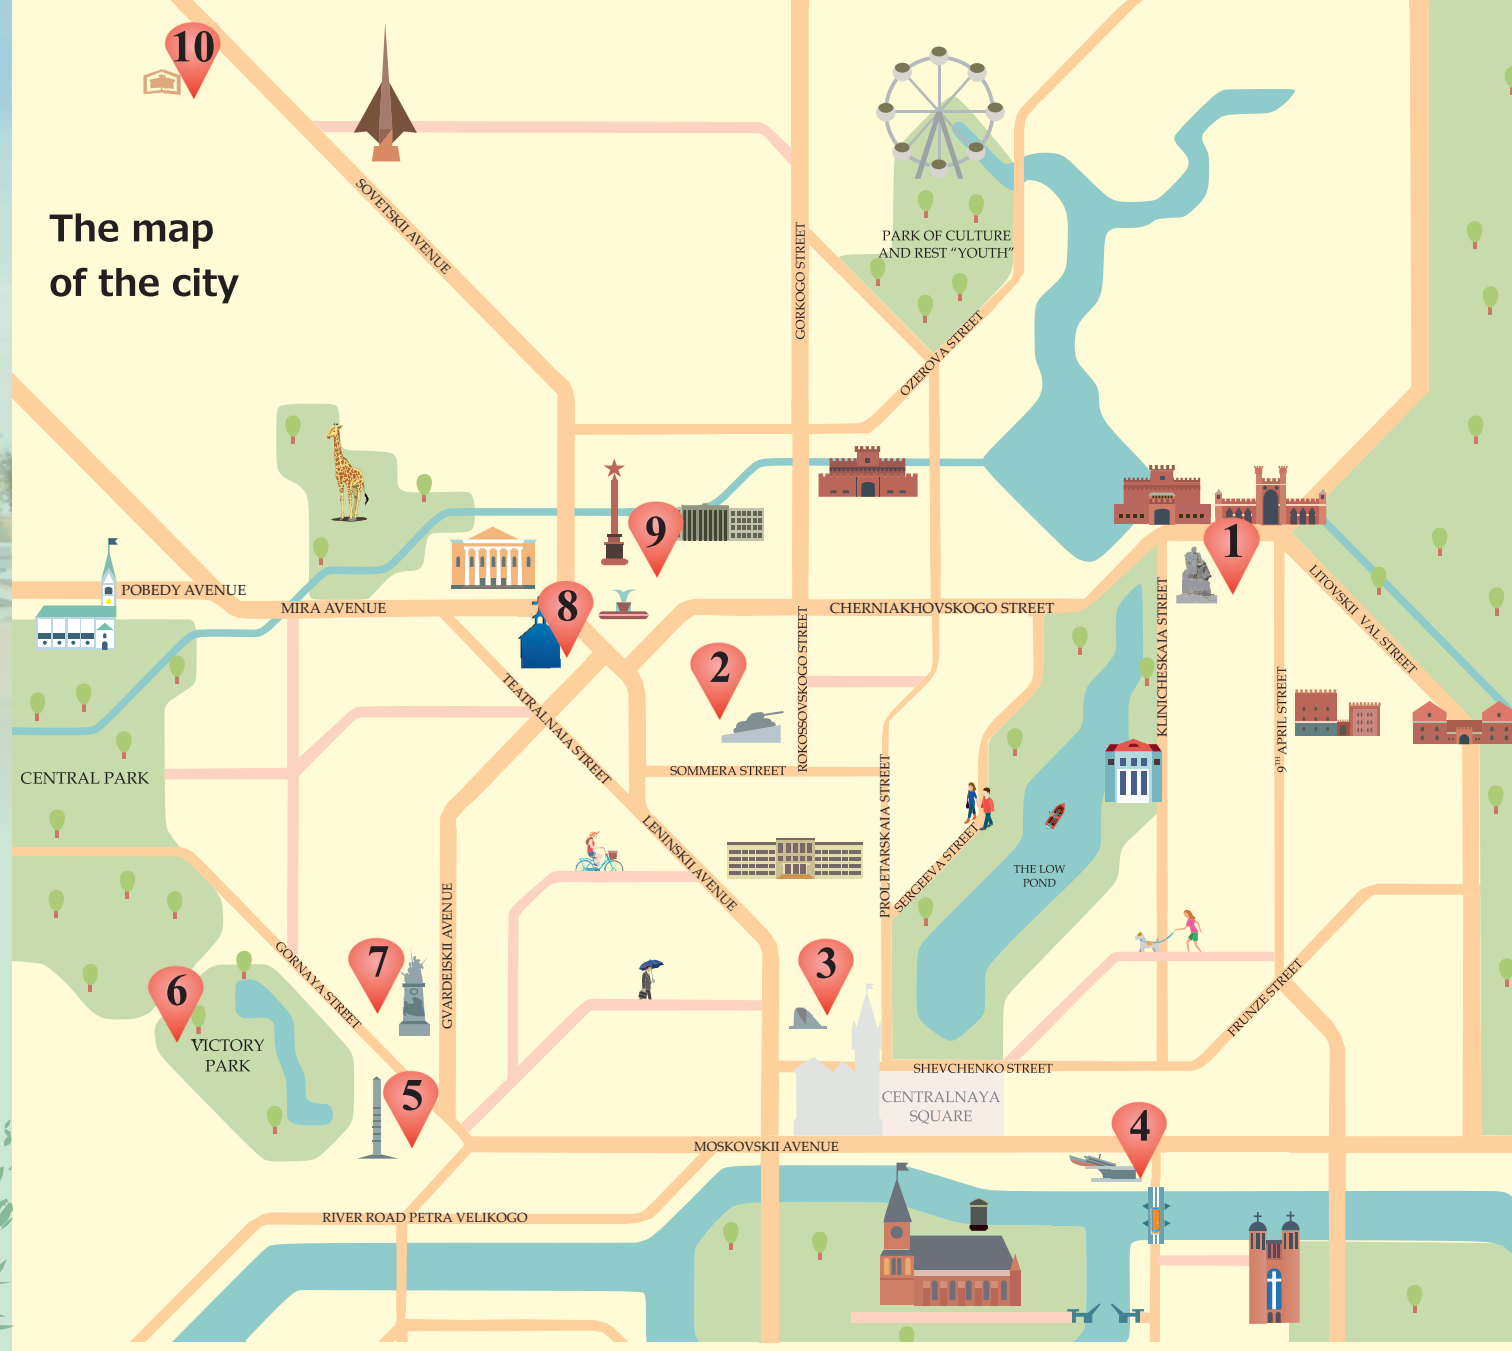 10
The map
of the city
SOVETSKII AVENUE
GORKOGO STREET
PARK OF CULTURE
AND REST “YOUTH”
OZEROVA STREET
9
1
POBEDY AVENUE
MIRA AVENUE
8
CHERNIAKHOVSKOGO STREET
KLINICHESKAIA STREET
LITOVSKII VAL STREET
2
ROKOSSOVSKOGO STREET
TEATRALNAIA STREET
9TH APRIL STREET
CENTRAL PARK
SOMMERA STREET
PROLETARSKAIA STREET
LENINSKII AVENUE
SERGEEVA STREET
THE LOW
POND
GVARDEISKII AVENUE
GORNAYA STREET
7
3
6
FRUNZE STREET
VICTORY
PARK
SHEVCHENKO STREET
5
CENTRALNAYA
SQUARE
4
MOSKOVSKII AVENUE
RIVER ROAD PETRA VELIKOGO